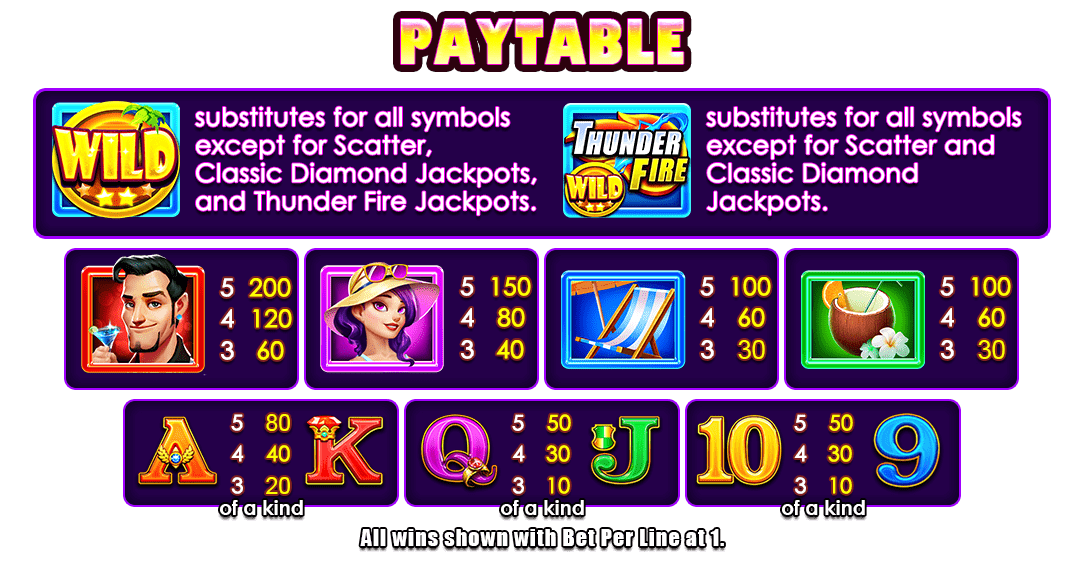 PAYTABLE
WILD
substitutes for all symbols
except for Scatter,
Classic Diamond Jackpots,
and Thunder Fire Jackpots.
THUNDER
FIRE
WILD
substitutes for all symbols
except for Scatter and
Classic Diamond
Jackpots.
5 200
4 120
3 60
5 150
4 80
3 40
5 100
4 60
3 30
5 100
4 60
3 30
A K
5 80
4 40
3 20
of a kind
Q J
5 50
4 30
3 10
of a kind
10 9
5 50
4 30
3 10
of a kind
All wins shown with Bet Per Line at 1.